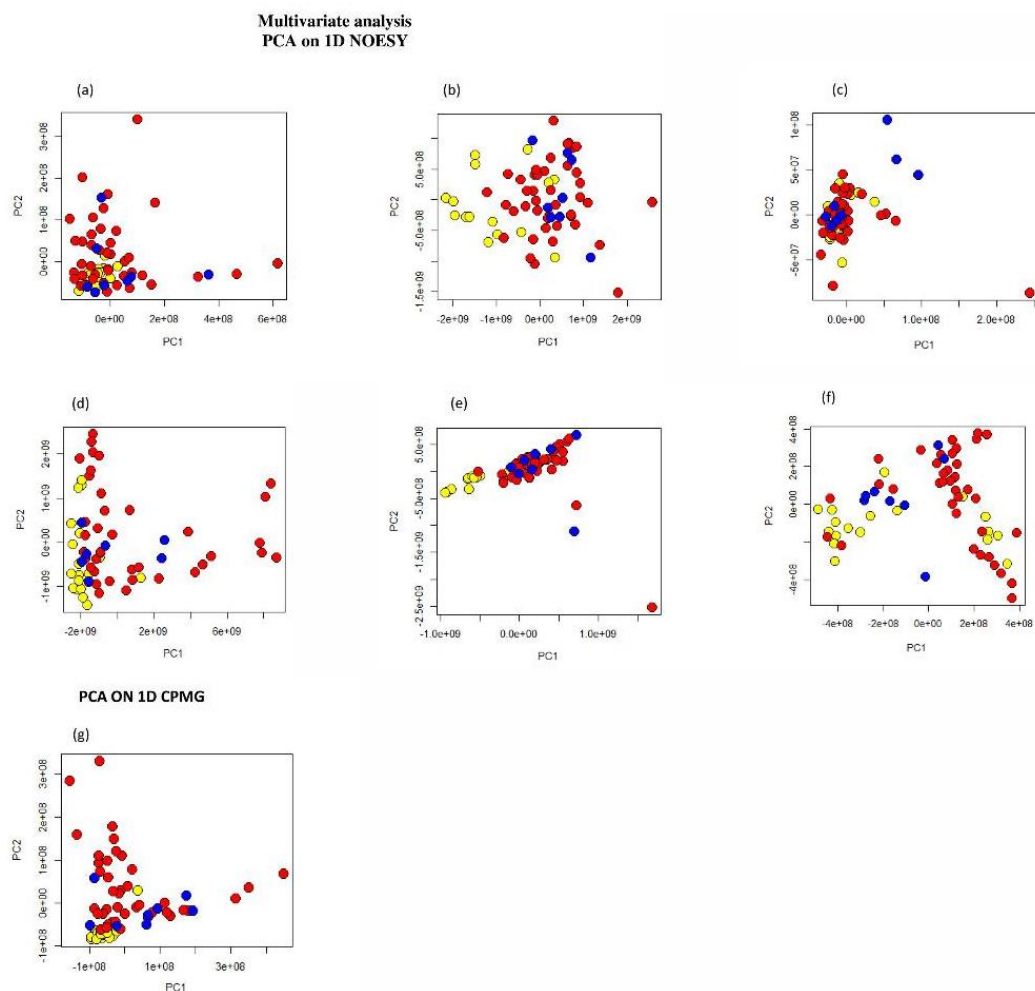 Multivariate analysis
PCA on 1D NOESY
(a)
PC2
3e+08
2e+08
1e+08
0e+00
0e+00 2e+08 4e+08 6e+08
PC1
(b)
PC2
5.0e+08
-5.0e+08
-1.5e+09
-2e+09 -1e+09 0e+00 1e+09 2e+09
PC1
(c)
PC2
1e+08
5e+07
0e+00
-5e+07
0.0e+00 1.0e+08 2.0e+08
PC1
(d)
PC2
2e+09
1e+09
0e+00
-1e+09
-2e+09 2e+09 6e+09
PC1
(e)
PC2
5.0e+08
-5.0e+08
-1.5e+09
-2.5e+09
-1.0e+09 0.0e+00 1.0e+09
PC1
(f)
PC2
4e+08
2e+08
0e+00
-4e+08
-4e+08 -2e+08 0e+00 2e+08 4e+08
PC1
PCA ON 1D CPMG
(g)
PC2
3e+08
2e+08
1e+08
0e+00
-1e+08
-1e+08 1e+08 3e+08
PC1